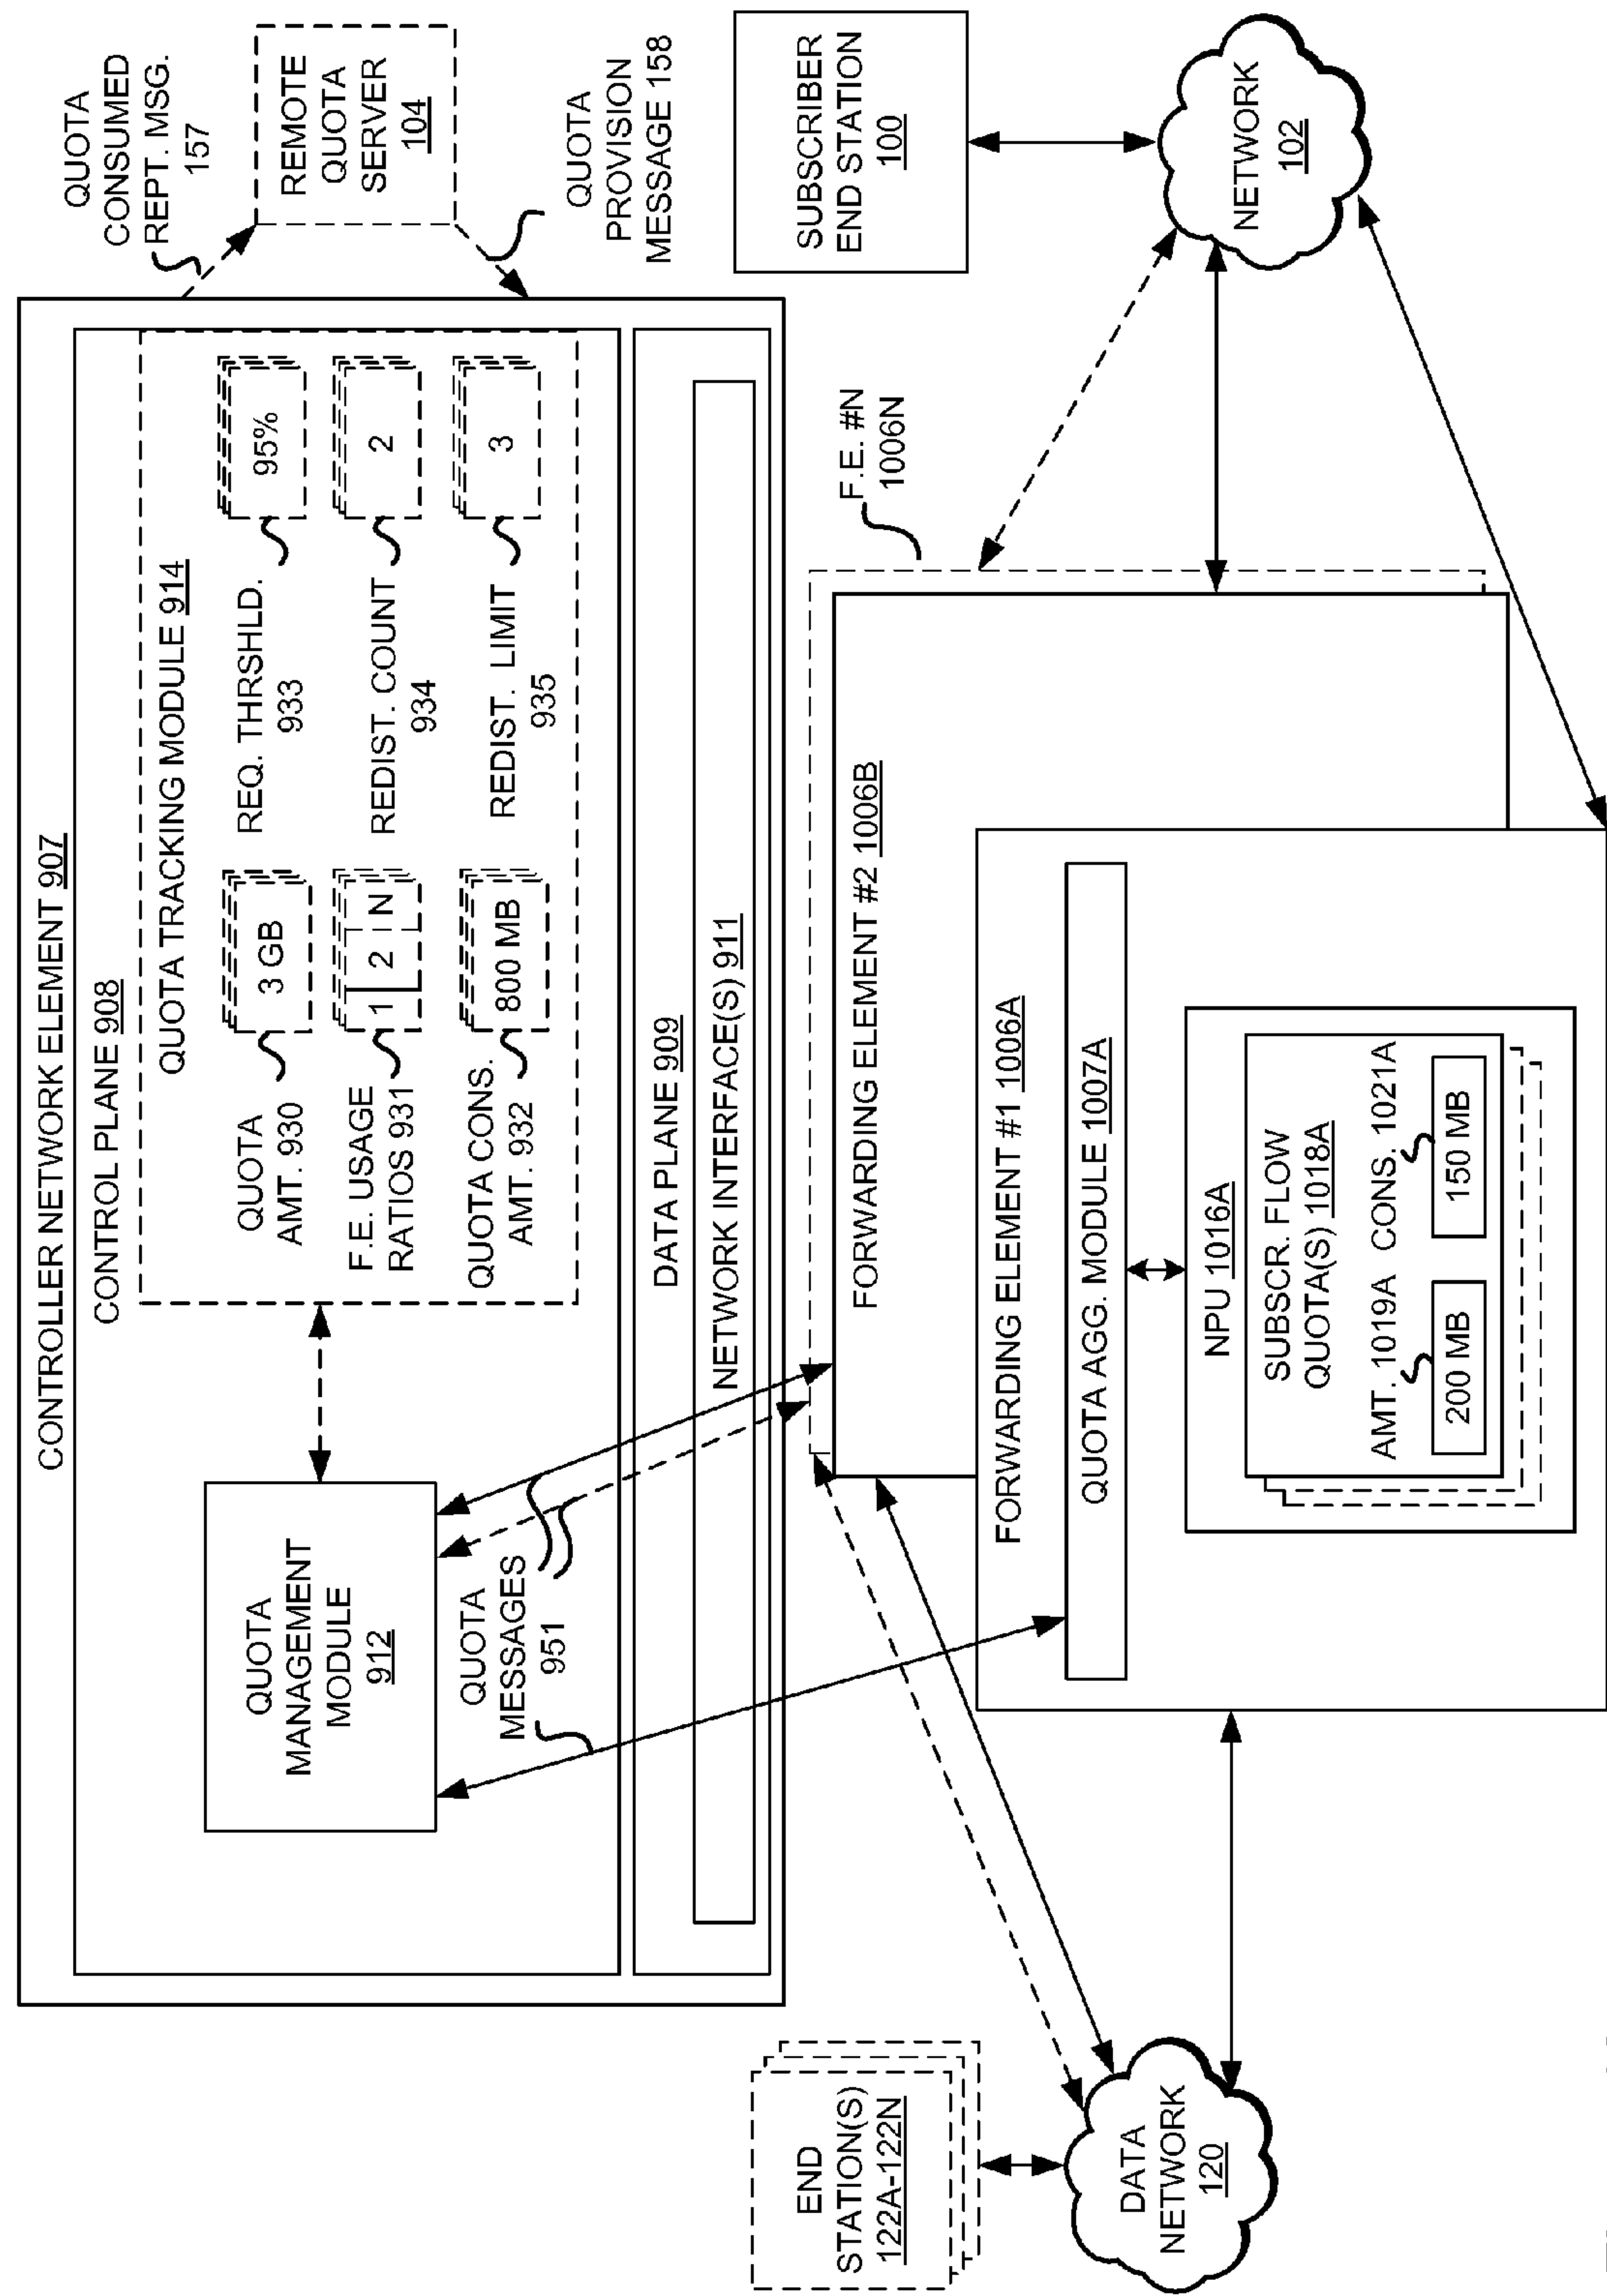 CONTROLLER NETWORK ELEMENT 907
CONTROL PLANE 908
QUOTA
MANAGEMENT
MODULE
912
QUOTA TRACKING MODULE 914
QUOTA
AMT. 930
3 GB
REQ. THRSHLD.
933
95%
F.E. USAGE
RATIOS 931
1 2 N
REDIST. COUNT
934
2
QUOTA CONS.
AMT. 932
800 MB
REDIST. LIMIT
935
3
QUOTA
MESSAGES
951
DATA PLANE 909
NETWORK INTERFACE(S) 911
QUOTA
CONSUMED
REPT. MSG.
157
REMOTE
QUOTA
SERVER
104
QUOTA
PROVISION
MESSAGE 158
SUBSCRIBER
END STATION
100
NETWORK
102
F.E. #N
1006N
FORWARDING ELEMENT #2 1006B
FORWARDING ELEMENT #1 1006A
QUOTA AGG. MODULE 1007A
NPU 1016A
SUBSCR. FLOW
QUOTA(S) 1018A
AMT. 1019A CONS. 1021A
200 MB 150 MB
END
STATION(S)
122A-122N
DATA
NETWORK
120